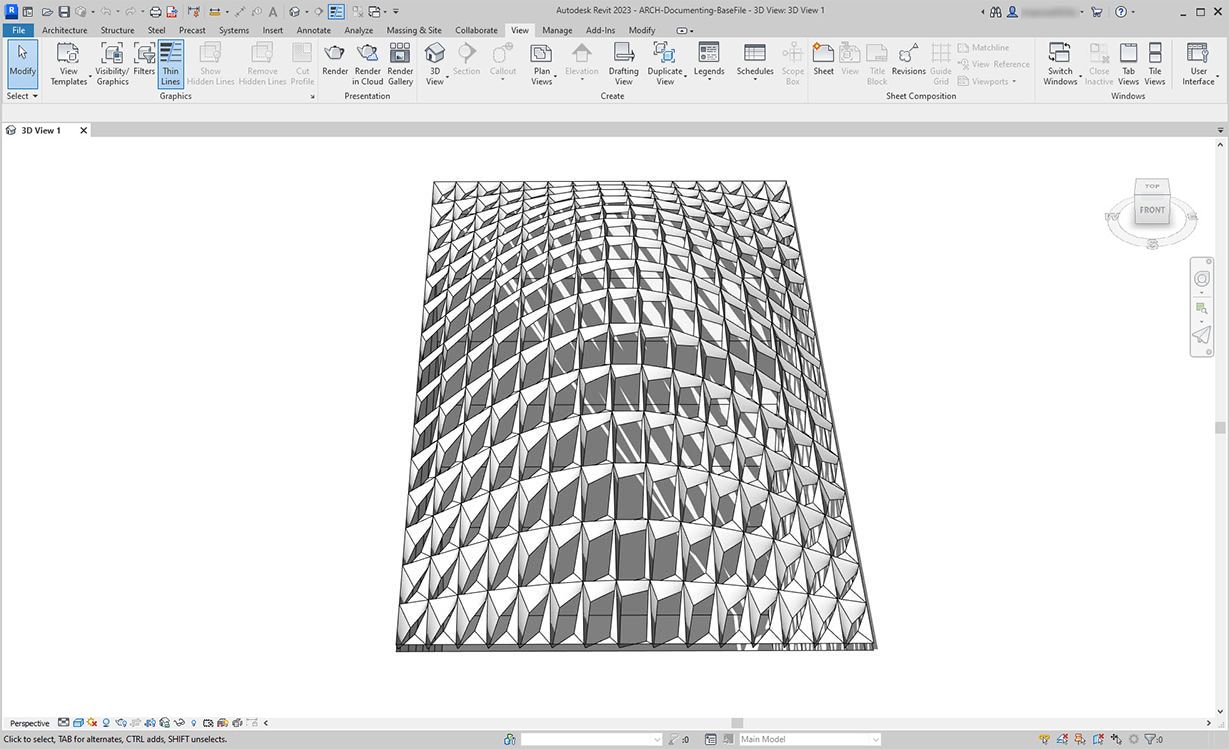 R
Autodesk Revit 2023 - ARCH-Documenting-BaseFile - 3D View: 3D View 1
File Architecture Structure Steel Precast Systems Insert Annotate Analyze Massing & Site Collaborate View Manage Add-Ins Modify
Modify
View Templates
Visibility/ Graphics
Filters
Thin Lines
Show Hidden Lines
Remove Hidden Lines
Cut Profile
Render
Render in Cloud
Render Gallery
3D View
Section
Callout
Plan Views
Elevation
Drafting View
Duplicate View
Legends
Schedules
Scope Box
Sheet
View
Title Block
Revisions
Guide Grid
Matchline
View Reference
Viewports
Switch Windows
Close Inactive
Tab Views
Tile Views
User Interface
Select Graphics Presentation Create Sheet Composition Windows
3D View 1
TOP
FRONT
Perspective
Click to select, TAB for alternates, CTRL adds, SHIFT unselects.
:0
Main Model
:0